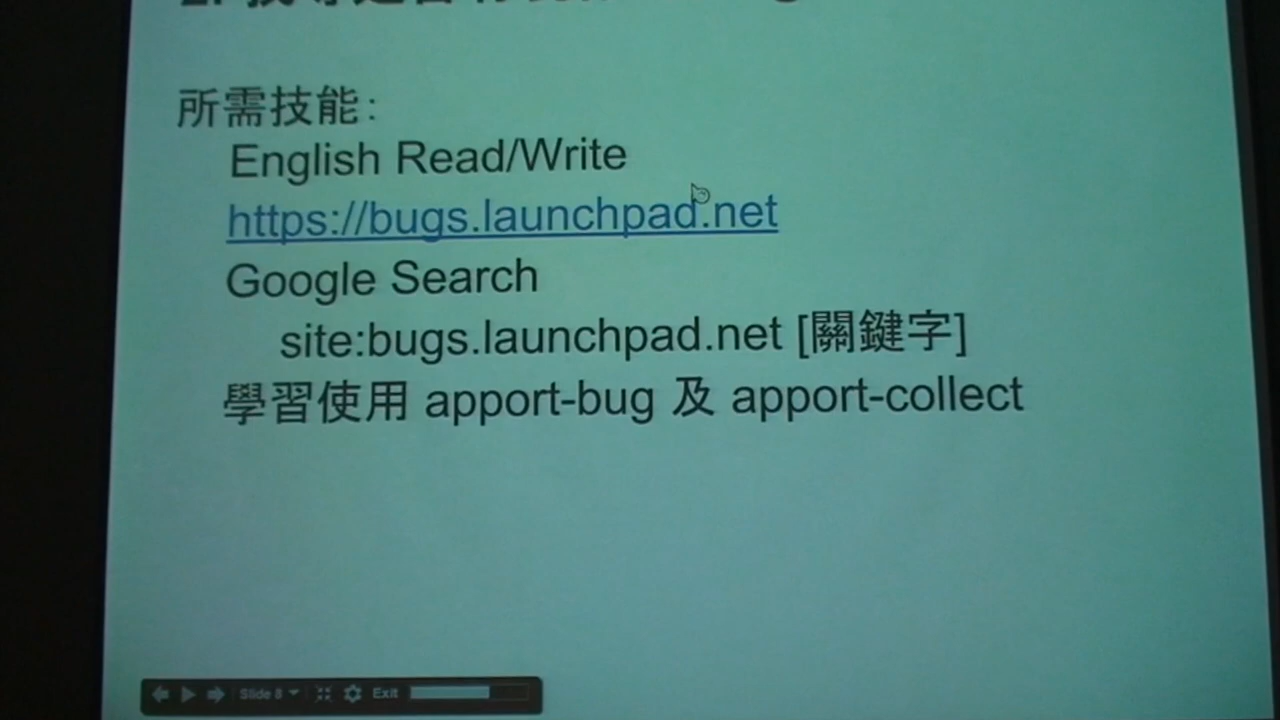 所需技能:
English Read/Write
https://bugs.launchpad.net
Google Search
site:bugs.launchpad.net [關鍵字]
學習使用 apport-bug 及 apport-collect
Slide 8 Exit